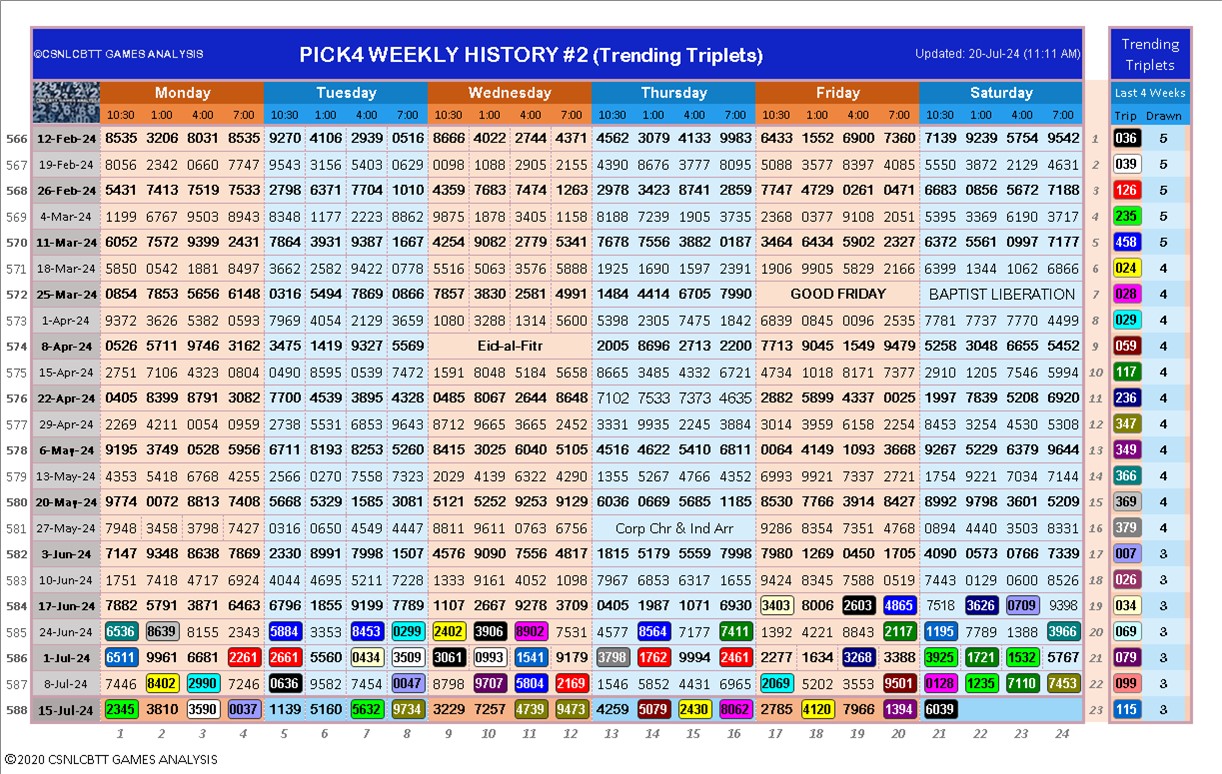 ©CSNLCBTT GAMES ANALYSIS PICK4 WEEKLY HISTORY #2 (Trending Triplets) Updated: 20-Jul-24 (11:11 AM) Trending
Triplets
Monday Tuesday Wednesday Thursday Friday Saturday Last 4 Weeks
10:30 1:00 4:00 7:00 10:30 1:00 4:00 7:00 10:30 1:00 4:00 7:00 10:30 1:00 4:00 7:00 10:30 1:00 4:00 7:00 10:30 1:00 4:00 7:00 Trip Drawn
566 12-Feb-24 8535 3206 8031 8535 9270 4106 2939 0516 8666 4022 2744 4371 4562 3079 4133 9983 6433 1552 6900 7360 7139 9239 5754 9542 1 036 5
567 19-Feb-24 8056 2342 0660 7747 9543 3156 5403 0629 0098 1088 2905 2155 4390 8676 3777 8095 5088 3577 8397 4085 5550 3872 2129 4631 2 039 5
568 26-Feb-24 5431 7413 7519 7533 2798 6371 7704 1010 4359 7683 7474 1263 2978 3423 8741 2859 7747 4729 0261 0471 6683 0856 5672 7188 3 126 5
569 4-Mar-24 1199 6767 9503 8943 8348 1177 2223 8862 9875 1878 3405 1158 8188 7239 1905 3735 2368 0377 9108 2051 5395 3369 6190 3717 4 235 5
570 11-Mar-24 6052 7572 9399 2431 7864 3931 9387 1667 4254 9082 2779 5341 7678 7556 3882 0187 3464 6434 5902 2327 6372 5561 0997 7177 5 458 5
571 18-Mar-24 5850 0542 1881 8497 3662 2582 9422 0778 5516 5063 3576 5888 1925 1690 1597 2391 1906 9905 5829 2166 6399 1344 1062 6866 6 024 4
572 25-Mar-24 0854 7853 5656 6148 0316 5494 7869 0866 5857 3830 2581 4991 1484 4414 6705 7990 GOOD FRIDAY BAPTIST LIBERATION 7 028 4
573 1-Apr-24 9372 3626 5382 0593 7969 4054 2129 3659 1080 3288 1314 5600 5398 2305 7475 1842 6839 0845 0096 2535 7781 7737 7770 4499 8 029 4
574 8-Apr-24 0526 5711 9746 3162 3475 1419 9327 5569 Eid-al-Fitr 2005 8696 2713 2200 7713 9045 1549 9479 5258 3048 6655 5452 9 059 4
575 15-Apr-24 2751 7106 4323 0804 0490 8595 0539 7472 1591 8048 5184 5658 8665 3485 4332 6721 4734 1018 8171 7377 2910 1205 7546 5994 10 117 4
576 22-Apr-24 0405 8399 8791 3082 7700 4539 3895 4328 0485 8067 2644 8648 7102 7533 7373 4635 2882 5899 4337 0025 1997 7839 5208 6920 11 236 4
577 29-Apr-24 2269 4211 0054 0959 2738 5531 6853 9643 8712 9665 3665 2452 3331 9935 2245 3884 3014 3959 6158 2254 8453 3254 4530 5308 12 347 4
578 6-May-24 9195 3749 0528 5956 6711 8193 8253 5260 8415 3025 6040 5105 4516 4622 5410 6811 0064 4149 1093 3668 9267 5229 6379 9644 13 349 4
579 13-May-24 4353 5418 6768 4255 2566 0270 7558 7323 2029 4139 6322 4290 1355 5267 4766 4352 6993 9921 7337 2721 1754 9221 7034 7144 14 366 4
580 20-May-24 9774 0072 8813 7408 5668 5329 1585 3081 5121 5252 9253 9129 6036 0669 5685 1185 8530 7766 3914 8427 8992 9798 3601 5209 15 369 4
581 27-May-24 7948 3458 3798 7427 0316 0650 4549 4447 8811 9611 0763 6756 Corp Chr & Ind Arr 9286 8354 7351 4768 0894 4440 3503 8331 16 379 4
582 3-Jun-24 7147 9348 8638 7869 2330 8991 7998 1507 4576 9090 7556 4817 1815 5179 5559 7998 7980 1269 0450 1705 4090 0573 0766 7339 17 007 3
583 10-Jun-24 1751 7418 4717 6924 4044 4695 5211 7228 1333 9161 4052 1098 7967 6853 6317 1655 9424 8345 7588 0519 7443 0129 0600 8526 18 026 3
584 17-Jun-24 7882 5791 3871 6463 6796 1855 9199 7789 1107 2667 9278 3709 0405 1987 1071 6930 3403 8006 2603 4865 7518 3626 0709 9398 19 034 3
585 24-Jun-24 6536 8639 8155 2343 5884 3353 8453 0299 2402 3906 8902 7531 4577 8564 7177 7411 1392 4221 8843 2117 1195 7789 1388 3966 20 069 3
586 1-Jul-24 6511 9961 6681 2261 2661 5560 0434 3509 3061 0993 1541 9179 3798 1762 9994 2461 2277 1634 3268 3388 3925 1721 1532 5767 21 079 3
587 8-Jul-24 7446 8402 2990 7246 0636 9582 7454 0047 8798 9707 5804 2169 1546 5852 4431 6965 2069 5202 3553 9501 0128 1235 7110 7453 22 099 3
588 15-Jul-24 2345 3810 3590 0037 1139 5160 5632 9734 3229 7257 4739 9473 4259 5079 2430 8062 2785 4120 7966 1394 6039 23 115 3
1 2 3 4 5 6 7 8 9 10 11 12 13 14 15 16 17 18 19 20 21 22 23 24
©2020 CSNLCBTT GAMES ANALYSIS